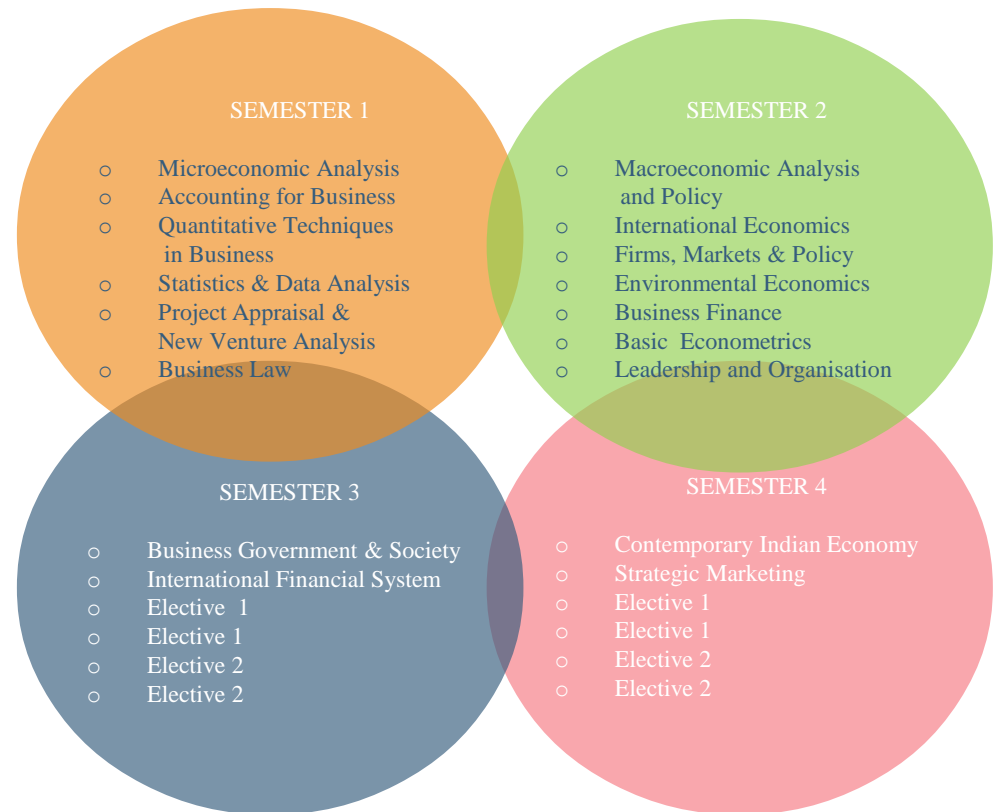 SEMESTER 1
o Microeconomic Analysis
o Accounting for Business
o Quantitative Techniques
in Business
o Statistics & Data Analysis
o Project Appraisal &
New Venture Analysis
o Business Law
SEMESTER 2
o Macroeconomic Analysis
and Policy
o International Economics
o Firms, Markets & Policy
o Environmental Economics
o Business Finance
o Basic Econometrics
o Leadership and Organisation
SEMESTER 3
o Business Government & Society
o International Financial System
o Elective 1
o Elective 1
o Elective 2
o Elective 2
SEMESTER 4
o Contemporary Indian Economy
o Strategic Marketing
o Elective 1
o Elective 1
o Elective 2
o Elective 2